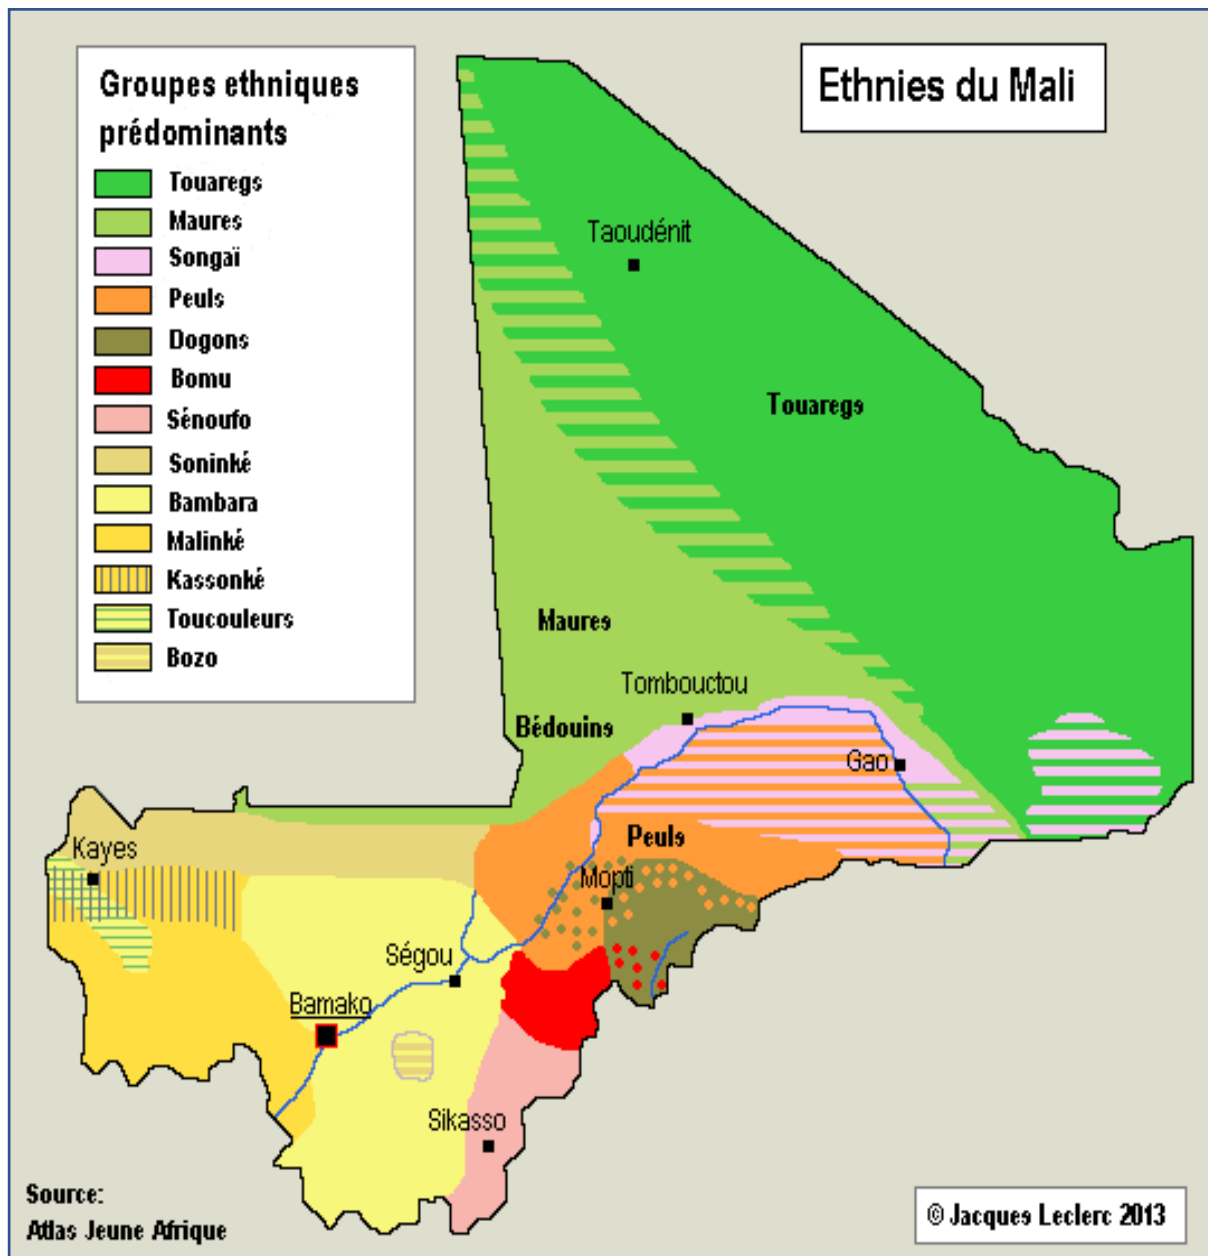 Groupes ethniques
prédominants
Touaregs
Maures
Songaï
Peuls
Dogons
Bomu
Sénoufo
Soninké
Bambara
Malinké
Kassonké
Toucouleurs
Bozo
Ethnies du Mali
Taoudénit
Touaregs
Maures
Tombouctou
Bédouins
Gao
Peuls
Kayes
Mopti
Ségou
Bamako
Sikasso
Source:
Atlas Jeune Afrique
© Jacques Leclerc 2013